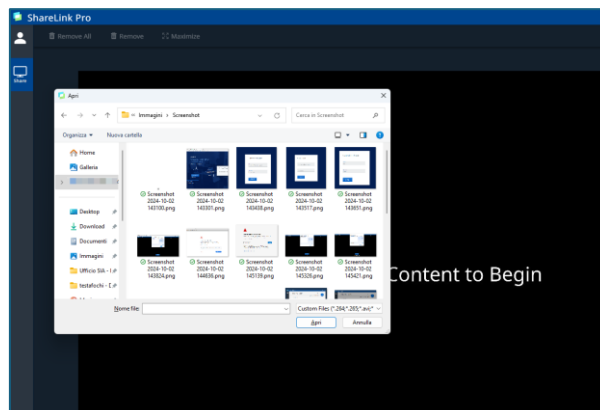 ShareLink Pro
Remove All Remove Maximize
Share
Apri
Immagini › Screenshot
Cerca in Screenshot
Organizza Nuova cartella
Home
Galleria
Desktop
Download
Documenti
Immagini
Ufficio SIA - I
testafochi - D
Screenshot 2024-10-02 143100.png
Screenshot 2024-10-02 143301.png
Screenshot 2024-10-02 143438.png
Screenshot 2024-10-02 143517.png
Screenshot 2024-10-02 143651.png
Screenshot 2024-10-02 143824.png
Screenshot 2024-10-02 144636.png
Screenshot 2024-10-02 145139.png
Screenshot 2024-10-02 145326.png
Screenshot 2024-10-02 145421.png
Content to Begin
Nome file:
Custom Files (*.264;*.265;*.avc;*
Apri Annulla